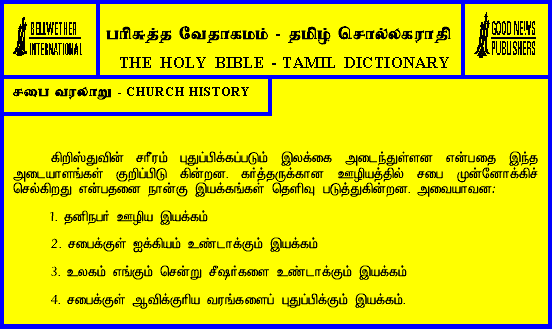 BELLWETHER
INTERNATIONAL
பரிசுத்த வேதாகமம் - தமிழ் சொல்லகராதி
THE HOLY BIBLE - TAMIL DICTIONARY
GOOD NEWS
PUBLISHERS
சபை வரலாறு - CHURCH HISTORY
கிறிஸ்துவின் சரீரம் புதுப்பிக்கப்படும் இலக்கை அடைந்துள்ளன என்பதை இந்த
அடையாளங்கள் குறிப்பிடு கின்றன. கர்த்தருக்கான ஊழியத்தில் சபை முன்னோக்கிச்
செல்கிறது என்பதனை நான்கு இயக்கங்கள் தெளிவு படுத்துகின்றன. அவையாவன:
1. தனிநபர் ஊழிய இயக்கம்
2. சபைக்குள் ஐக்கியம் உண்டாக்கும் இயக்கம்
3. உலகம் எங்கும் சென்று சீஷர்களை உண்டாக்கும் இயக்கம்
4. சபைக்குள் ஆவிக்குரிய வரங்களைப் புதுப்பிக்கும் இயக்கம்.